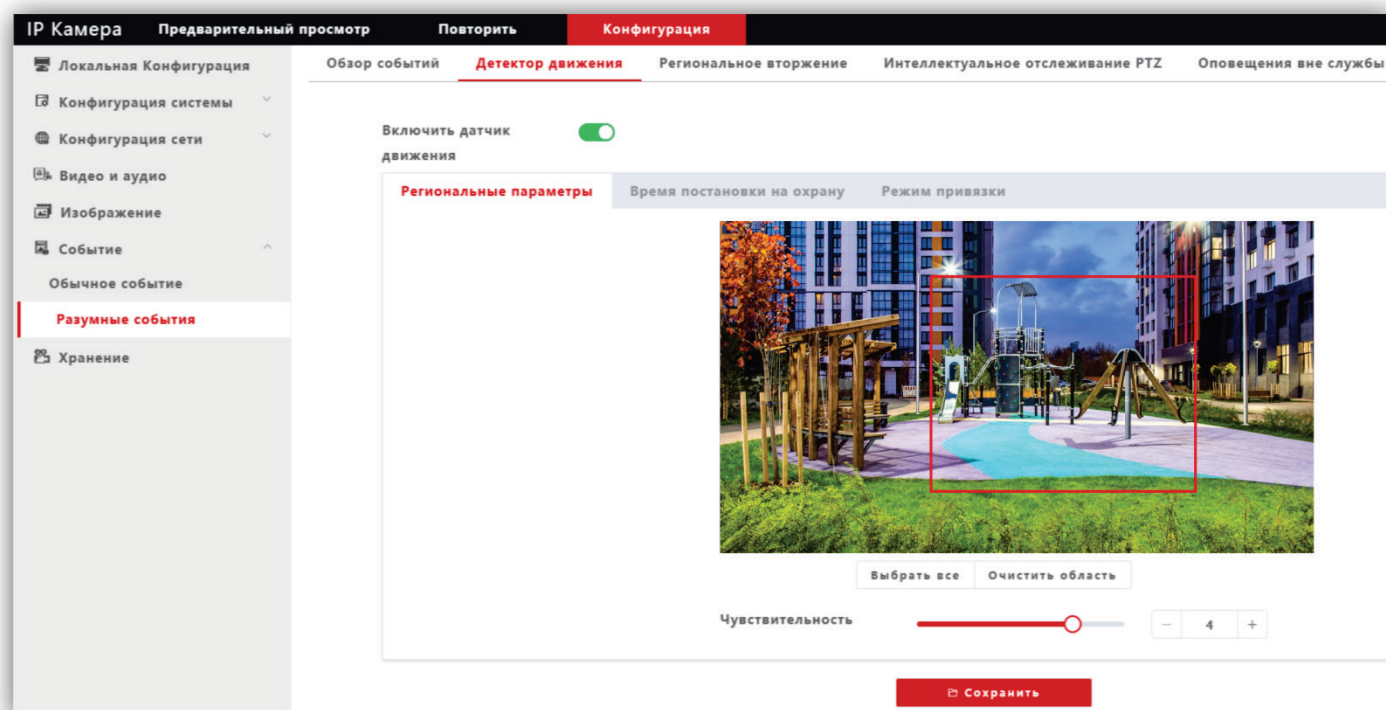 IP Камера Предварительный просмотр Повторить Конфигурация
Локальная Конфигурация
Конфигурация системы
Конфигурация сети
Видео и аудио
Изображение
Событие
Обычное событие
Разумные события
Хранение
Обзор событий Детектор движения Региональное вторжение Интеллектуальное отслеживание PTZ Оповещения вне службы
Включить датчик
движения
Региональные параметры Время постановки на охрану Режим привязки
Выбрать все Очистить область
Чувствительность − 4 +
Сохранить